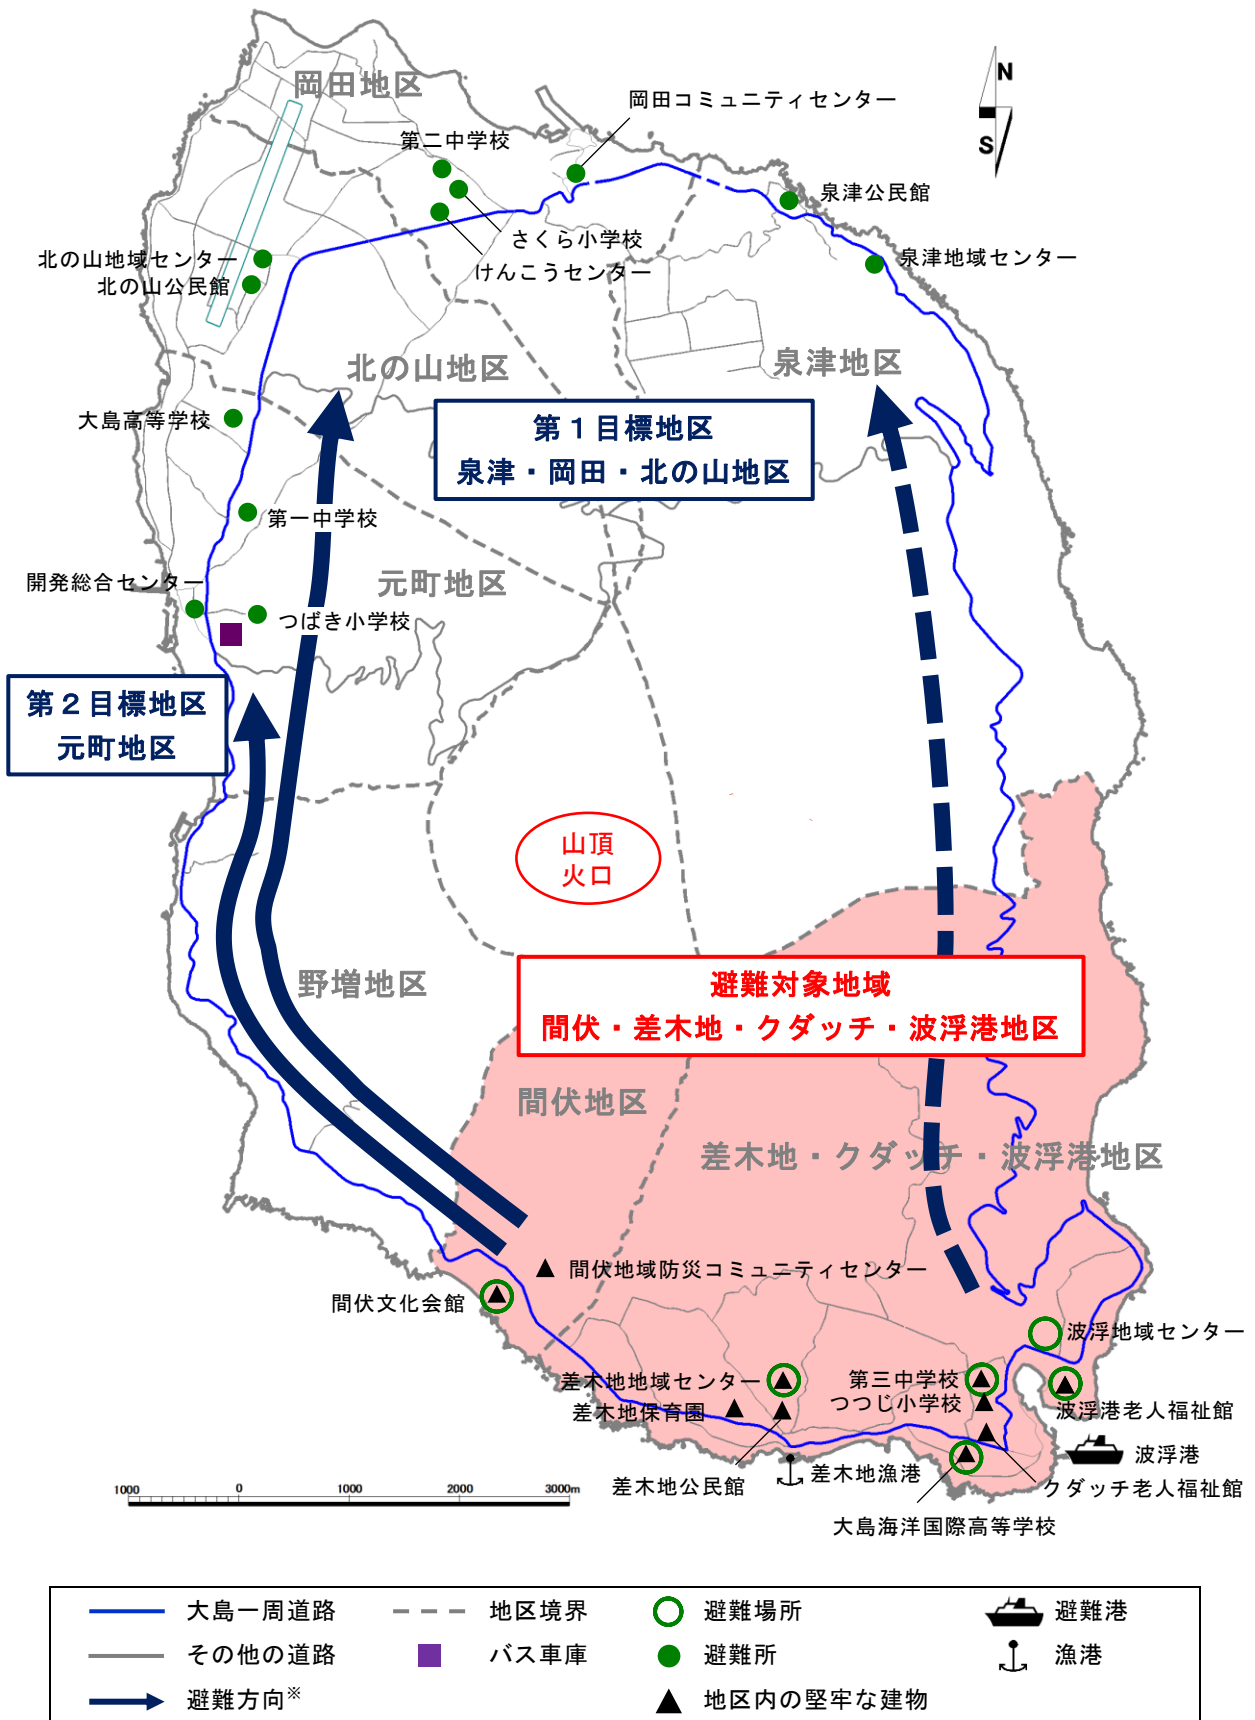 岡田地区
N
S
岡田コミュニティセンター
第二中学校
泉津公民館
さくら小学校
けんこうセンター
泉津地域センター
北の山地域センター
北の山公民館
北の山地区
泉津地区
大島高等学校
第１目標地区
泉津・岡田・北の山地区
第一中学校
開発総合センター
元町地区
つばき小学校
第２目標地区
元町地区
山頂
火口
野増地区
避難対象地域
間伏・差木地・クダッチ・波浮港地区
間伏地区
差木地・クダッチ・波浮港地区
間伏地域防災コミュニティセンター
間伏文化会館
波浮地域センター
差木地地域センター
第三中学校
差木地保育園
つつじ小学校
波浮港老人福祉館
波浮港
差木地公民館
差木地漁港
クダッチ老人福祉館
大島海洋国際高等学校
1000 0 1000 2000 3000m
大島一周道路
地区境界
避難場所
避難港
その他の道路
バス車庫
避難所
漁港
避難方向※
地区内の堅牢な建物